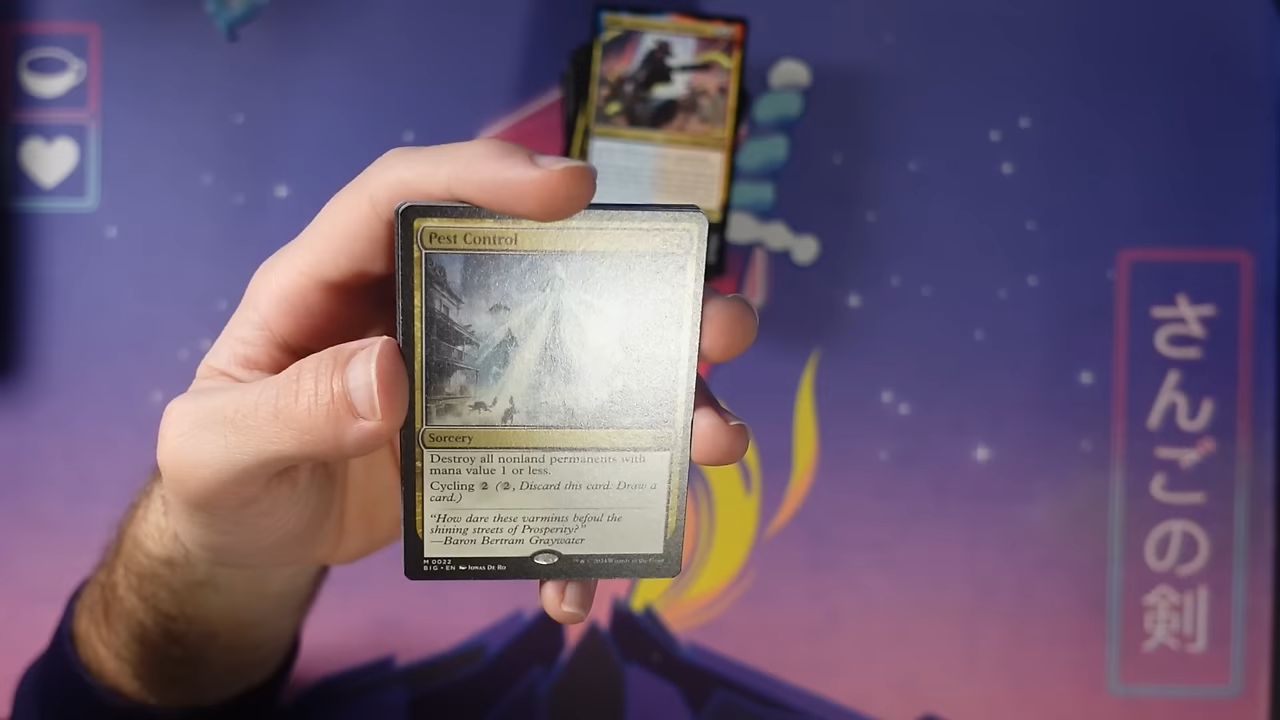 Pest Control
Sorcery
Destroy all nonland permanents with
mana value 1 or less.
Cycling 2 (2, Discard this card: Draw a
card.)
"How dare these varmints befoul the
shining streets of Prosperity?"
—Baron Bertram Graywater
M 0022
BIG • EN Jonas De Ro
さんごの剣